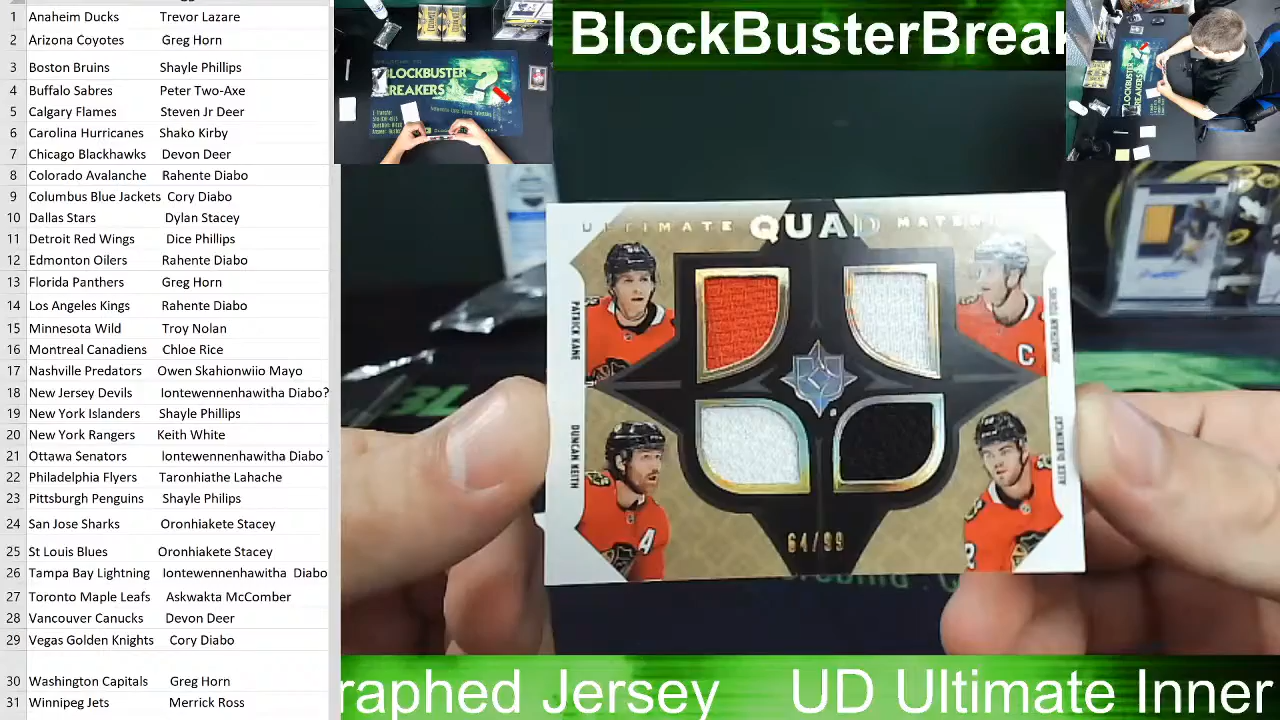 1 Anaheim Ducks Trevor Lazare
Arizona Coyotes Greg Horn
Boston Bruins Shayle Phillips
4 Buffalo Sabres Peter Two-Axe
Calgary Flames Steven Jr Deer
6 Carolina Hurricanes Shako Kirby
Chicago Blackhawks Devon Deer
8 Colorado Avalanche Rahente Diabo
9 Columbus Blue Jackets Cory Diabo
10 Dallas Stars Dylan Stacey
11 Detroit Red Wings Dice Phillips
12 Edmonton Oilers Rahente Diabo
13 Florida Panthers Greg Horn
14 Los Angeles Kings Rahente Diabo
15 Minnesota Wild Troy Nolan
16 Montreal Canadiens Chloe Rice
17 Nashville Predators Owen Skahionwiio Mayo
18 New Jersey Devils Iontewennenhawitha Diabo?
19 New York Islanders Shayle Phillips
20 New York Rangers Keith White
21 Ottawa Senators Iontewennenhawitha Diabo
22 Philadelphia Flyers Taronhiathe Lahache
23 Pittsburgh Penguins Shayle Philips
24 San Jose Sharks Oronhiakete Stacey
25 St Louis Blues Oronhiakete Stacey
26 Tampa Bay Lightning Iontewennenhawitha Diabo
27 Toronto Maple Leafs Askwakta McComber
28 Vancouver Canucks Devon Deer
29 Vegas Golden Knights Cory Diabo
30 Washington Capitals Greg Horn
31 Winnipeg Jets Merrick Ross
BlockBusterBreak
BLOCKBUSTER
BREAKERS
ULTIMATE QUAD MATERI
PATRICK KANE
JONATHAN TOEWS
C
DUNCAN KEITH
ALEX DEBRINCAT
A
64/99
raphed Jersey UD Ultimate Inner